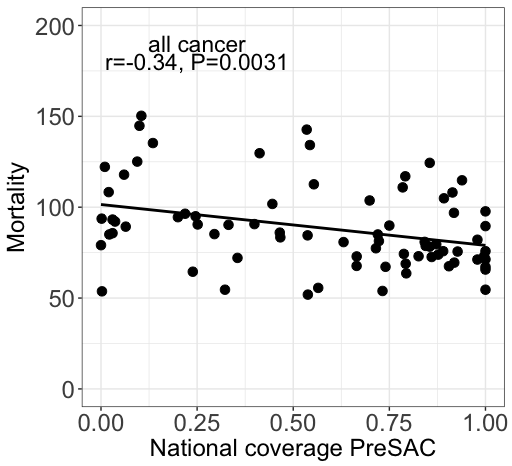 all cancer
r=-0.34, P=0.0031
200
150
100
50
0
Mortality
0.00 0.25 0.50 0.75 1.00
National coverage PreSAC